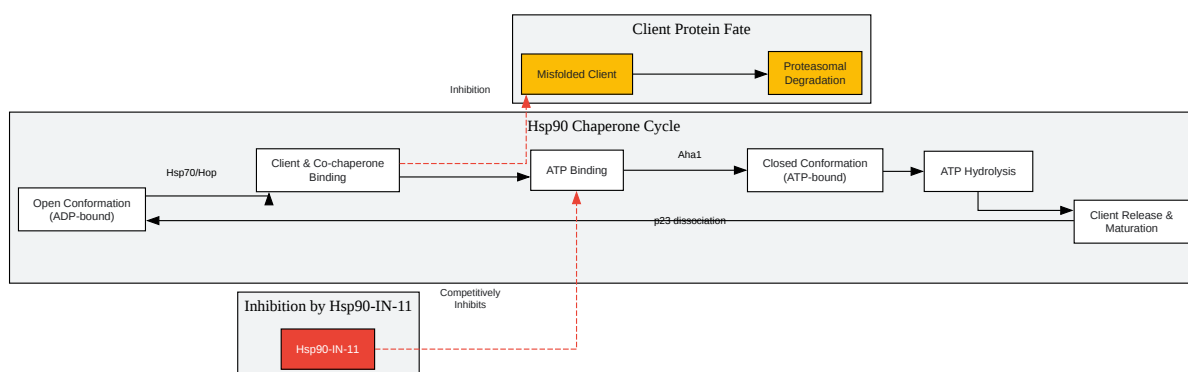 Client Protein Fate
Misfolded Client
Proteasomal
Degradation
Inhibition
Hsp90 Chaperone Cycle
Hsp70/Hop
Client & Co-chaperone
Binding
ATP Binding
Aha1
Closed Conformation
(ATP-bound)
ATP Hydrolysis
Open Conformation
(ADP-bound)
p23 dissociation
Client Release &
Maturation
Competitively
Inhibits
Inhibition by Hsp90-IN-11
Hsp90-IN-11